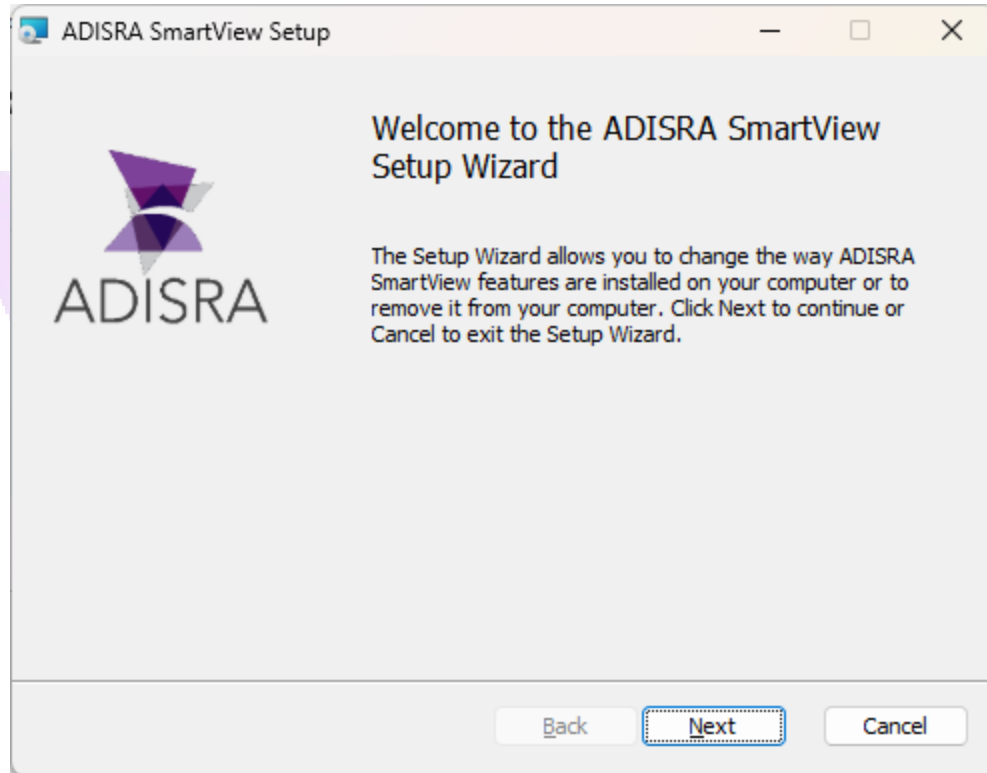 ADISRA SmartView Setup
Welcome to the ADISRA SmartView
Setup Wizard
ADISRA
The Setup Wizard allows you to change the way ADISRA
SmartView features are installed on your computer or to
remove it from your computer. Click Next to continue or
Cancel to exit the Setup Wizard.
Back
Next
Cancel